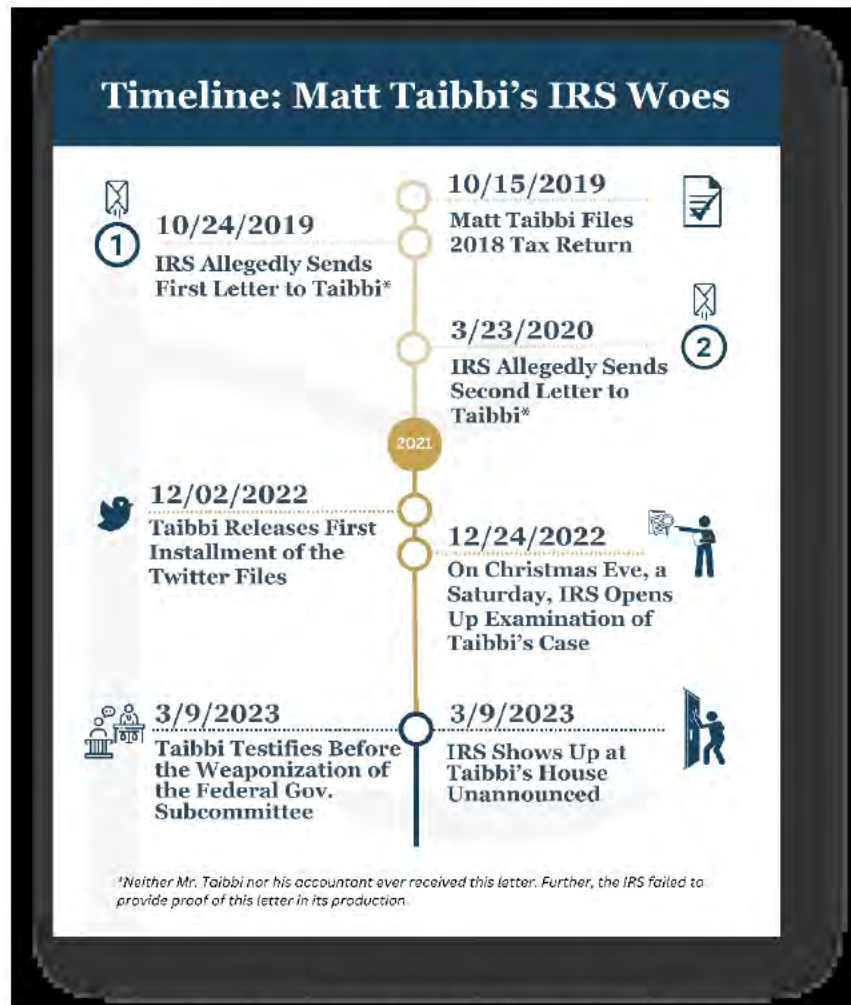 Timeline: Matt Taibbi's IRS Woes
10/15/2019
Matt Taibbi Files
2018 Tax Return
1
10/24/2019
IRS Allegedly Sends
First Letter to Taibbi*
3/23/2020
2
IRS Allegedly Sends
Second Letter to
Taibbi*
2021
12/02/2022
Taibbi Releases First
Installment of the
Twitter Files
12/24/2022
On Christmas Eve, a
Saturday, IRS Opens
Up Examination of
Taibbi's Case
3/9/2023
Taibbi Testifies Before
the Weaponization of
the Federal Gov.
Subcommittee
3/9/2023
IRS Shows Up at
Taibbi's House
Unannounced
*Neither Mr. Taibbi nor his accountant ever received this letter. Further, the IRS failed to
provide proof of this letter in its production.